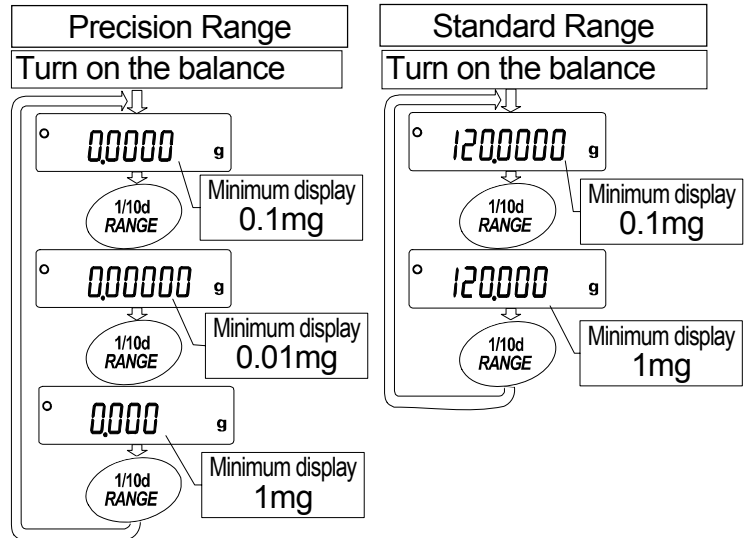 Precision Range
Turn on the balance
0.0000 g
Minimum display
0.1mg
1/10d
RANGE
0.00000 g
Minimum display
0.01mg
1/10d
RANGE
0.000 g
Minimum display
1mg
1/10d
RANGE
Standard Range
Turn on the balance
120.0000 g
Minimum display
0.1mg
1/10d
RANGE
120.000 g
Minimum display
1mg
1/10d
RANGE